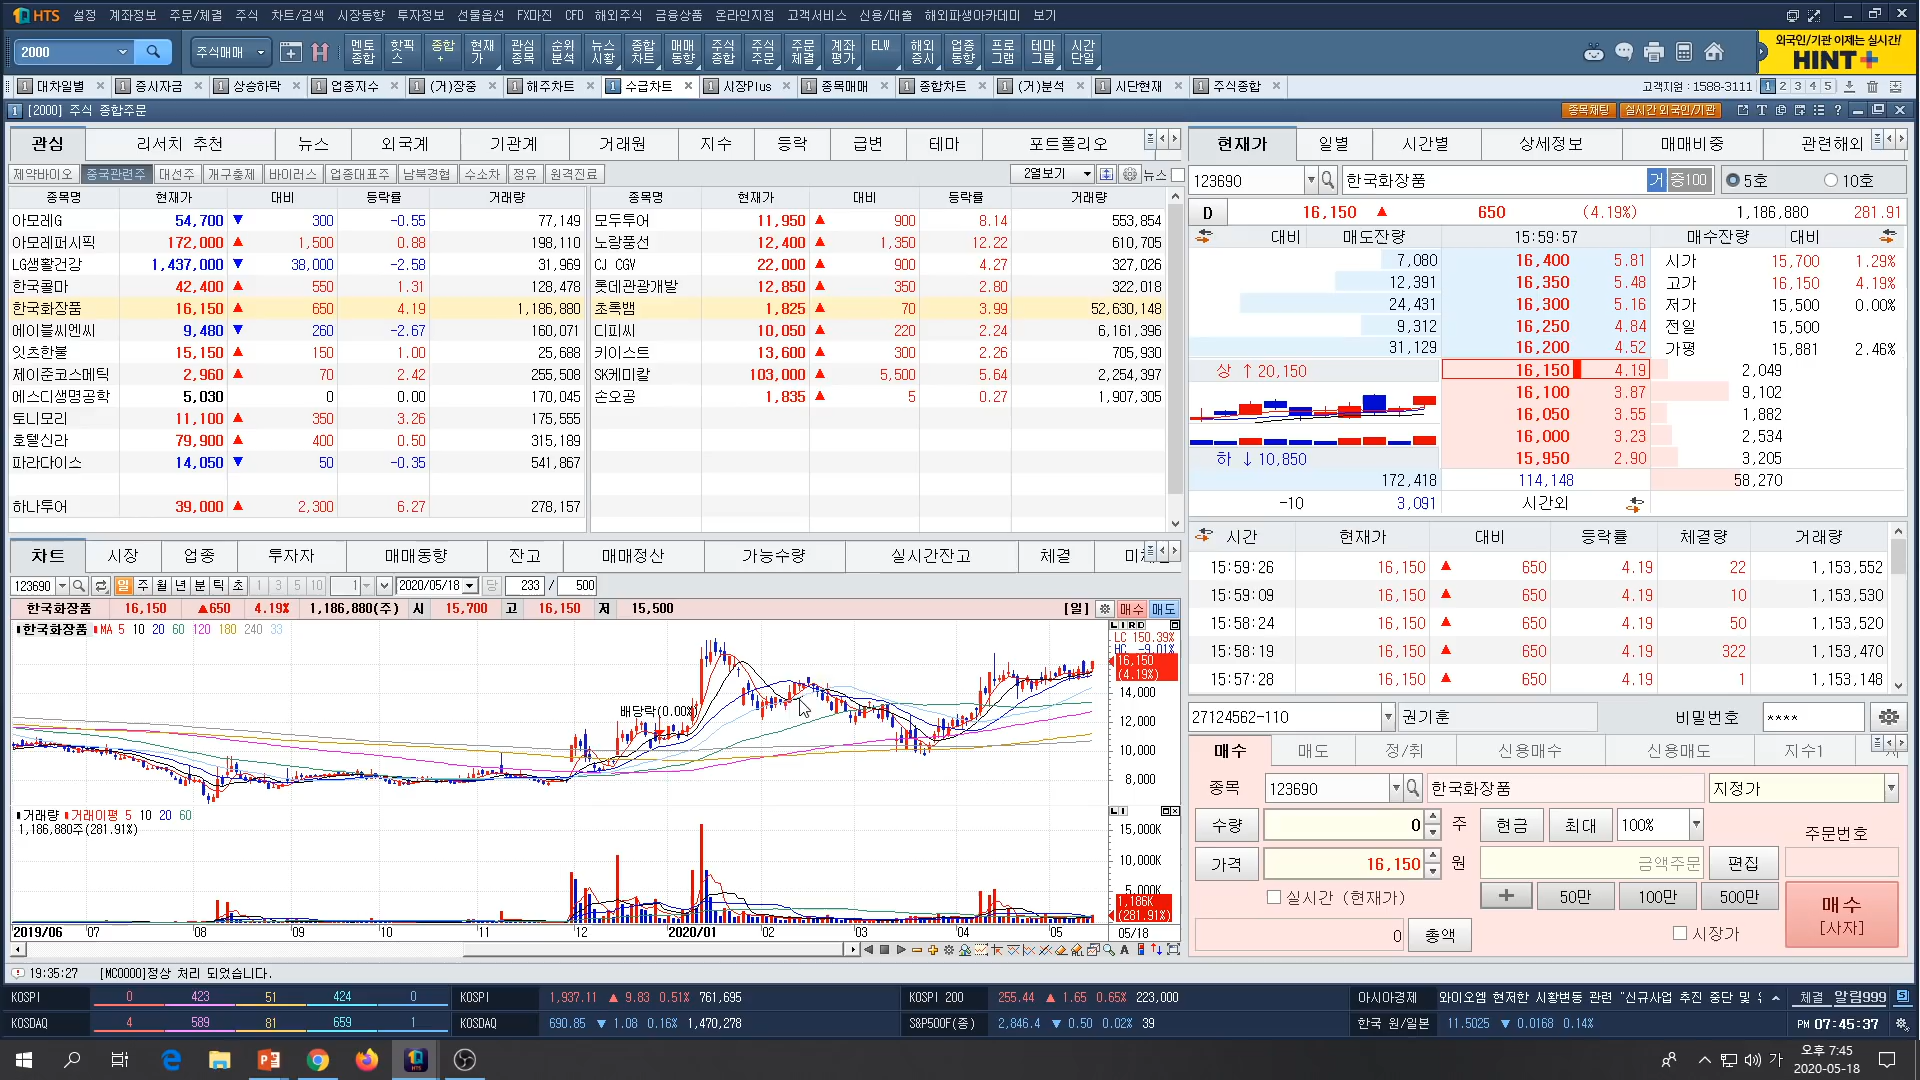 HTS 설정 계좌정보 주문/체결 주식 차트/검색 시장동향 투자정보 선물옵션 FX마진 CFD 해외주식 금융상품 온라인지점 고객서비스 신용/대출 해외파생아카데미 보기
2000 주식매매 멘토종합 핫픽스 종합+ 현재가 관심종목 순위분석 뉴스시황 종합차트 매매동향 주식종합 주식주문 주문체결 계좌평가 ELW 해외증시 업종동향 프로그램 테마그룹 시간단일
외국인/기관 이제는 실시간!
HINT+
1 대차일별 1 증시자금 1 상승하락 1 업종지수 1 (거)장중 1 해주차트 1 수급차트 1 시장Plus 1 종목매매 1 종합차트 1 (거)분석 1 시단현재 1 주식종합 고객지원 : 1588-3111 1 2 3 4 5
1 [2000] 주식 종합주문 종목채팅 실시간 외국인/기관
관심 리서치 추천 뉴스 외국계 기관계 거래원 지수 등락 급변 테마 포트폴리오
제약바이오 중국관련주 대선주 개구충제 바이러스 업종대표주 남북경협 수소차 정유 원격진료 2열보기 뉴스
종목명 현재가 대비 등락률 거래량 종목명 현재가 대비 등락률 거래량
아모레G 54,700 ▼ 300 -0.55 77,149 모두투어 11,950 ▲ 900 8.14 553,854
아모레퍼시픽 172,000 ▲ 1,500 0.88 198,110 노랑풍선 12,400 ▲ 1,350 12.22 610,705
LG생활건강 1,437,000 ▼ 38,000 -2.58 31,969 CJ CGV 22,000 ▲ 900 4.27 327,026
한국콜마 42,400 ▲ 550 1.31 128,478 롯데관광개발 12,850 ▲ 350 2.80 322,018
한국화장품 16,150 ▲ 650 4.19 1,186,880 초록뱀 1,825 ▲ 70 3.99 52,630,148
에이블씨엔씨 9,480 ▼ 260 -2.67 160,071 디피씨 10,050 ▲ 220 2.24 6,161,396
잇츠한불 15,150 ▲ 150 1.00 25,688 키이스트 13,600 ▲ 300 2.26 705,930
제이준코스메틱 2,960 ▲ 70 2.42 255,508 SK케미칼 103,000 ▲ 5,500 5.64 2,254,397
에스디생명공학 5,030 0 0.00 170,045 손오공 1,835 ▲ 5 0.27 1,907,305
토니모리 11,100 ▲ 350 3.26 175,555
호텔신라 79,900 ▲ 400 0.50 315,189
파라다이스 14,050 ▼ 50 -0.35 541,867
하나투어 39,000 ▲ 2,300 6.27 278,157
현재가 일별 시간별 상세정보 매매비중 관련해외
123690 한국화장품 거 증100 5호 10호
D 16,150 ▲ 650 (4.19%) 1,186,880 281.91
대비 매도잔량 15:59:57 매수잔량 대비
7,080 16,400 5.81 시가 15,700 1.29%
12,391 16,350 5.48 고가 16,150 4.19%
24,431 16,300 5.16 저가 15,500 0.00%
9,312 16,250 4.84 전일 15,500
31,129 16,200 4.52 가평 15,881 2.46%
상 ↑ 20,150 16,150 4.19 2,049
16,100 3.87 9,102
16,050 3.55 1,882
16,000 3.23 2,534
하 ↓ 10,850 15,950 2.90 3,205
172,418 114,148 58,270
-10 3,091 시간외
시간 현재가 대비 등락률 체결량 거래량
15:59:26 16,150 ▲ 650 4.19 22 1,153,552
15:59:09 16,150 ▲ 650 4.19 10 1,153,530
15:58:24 16,150 ▲ 650 4.19 50 1,153,520
15:58:19 16,150 ▲ 650 4.19 322 1,153,470
15:57:28 16,150 ▲ 650 4.19 1 1,153,148
차트 시장 업종 투자자 매매동향 잔고 매매정산 가능수량 실시간잔고 체결
123690 일 주 월 년 분 틱 초 1 3 5 10 1 2020/05/18 당 233 / 500
한국화장품 16,150 ▲650 4.19% 1,186,880(주) 시 15,700 고 16,150 저 15,500 [일] 매수 매도
한국화장품 MA 5 10 20 60 120 180 240 33
L I R D
LC 150.39%
HC -9.01%
16,150
(4.19%)
14,000
배당락(0.00%)
12,000
10,000
8,000
거래량 거래이평 5 10 20 60
1,186,880주(281.91%)
L I
15,000K
10,000K
5,000K
1,186K
(281.91%)
2019/06 07 08 09 10 11 12 2020/01 02 03 04 05 05/18
27124562-110 권기훈 비밀번호 ****
매수 매도 정/취 신용매수 신용매도 지수1
종목 123690 한국화장품 지정가
수량 0 주 현금 최대 100% 주문번호
가격 16,150 원 금액주문 편집
실시간 (현재가) + 50만 100만 500만
매수
[사자]
0 총액 시장가
19:35:27 [MC0000]정상 처리 되었습니다.
KOSPI 0 423 51 424 0 KOSPI 1,937.11 ▲ 9.83 0.51% 761,695 KOSPI 200 255.44 ▲ 1.65 0.65% 223,000 아시아경제 와이오엠 현저한 시황변동 관련 "신규사업 추진 중단 및 체결 알림999
KOSDAQ 4 589 81 659 1 KOSDAQ 690.85 ▼ 1.08 0.16% 1,470,278 S&P500F(종) 2,846.4 ▼ 0.50 0.02% 39 한국 원/일본 11.5025 ▼ 0.0168 0.14% PM 07:45:37
가 오후 7:45
2020-05-18